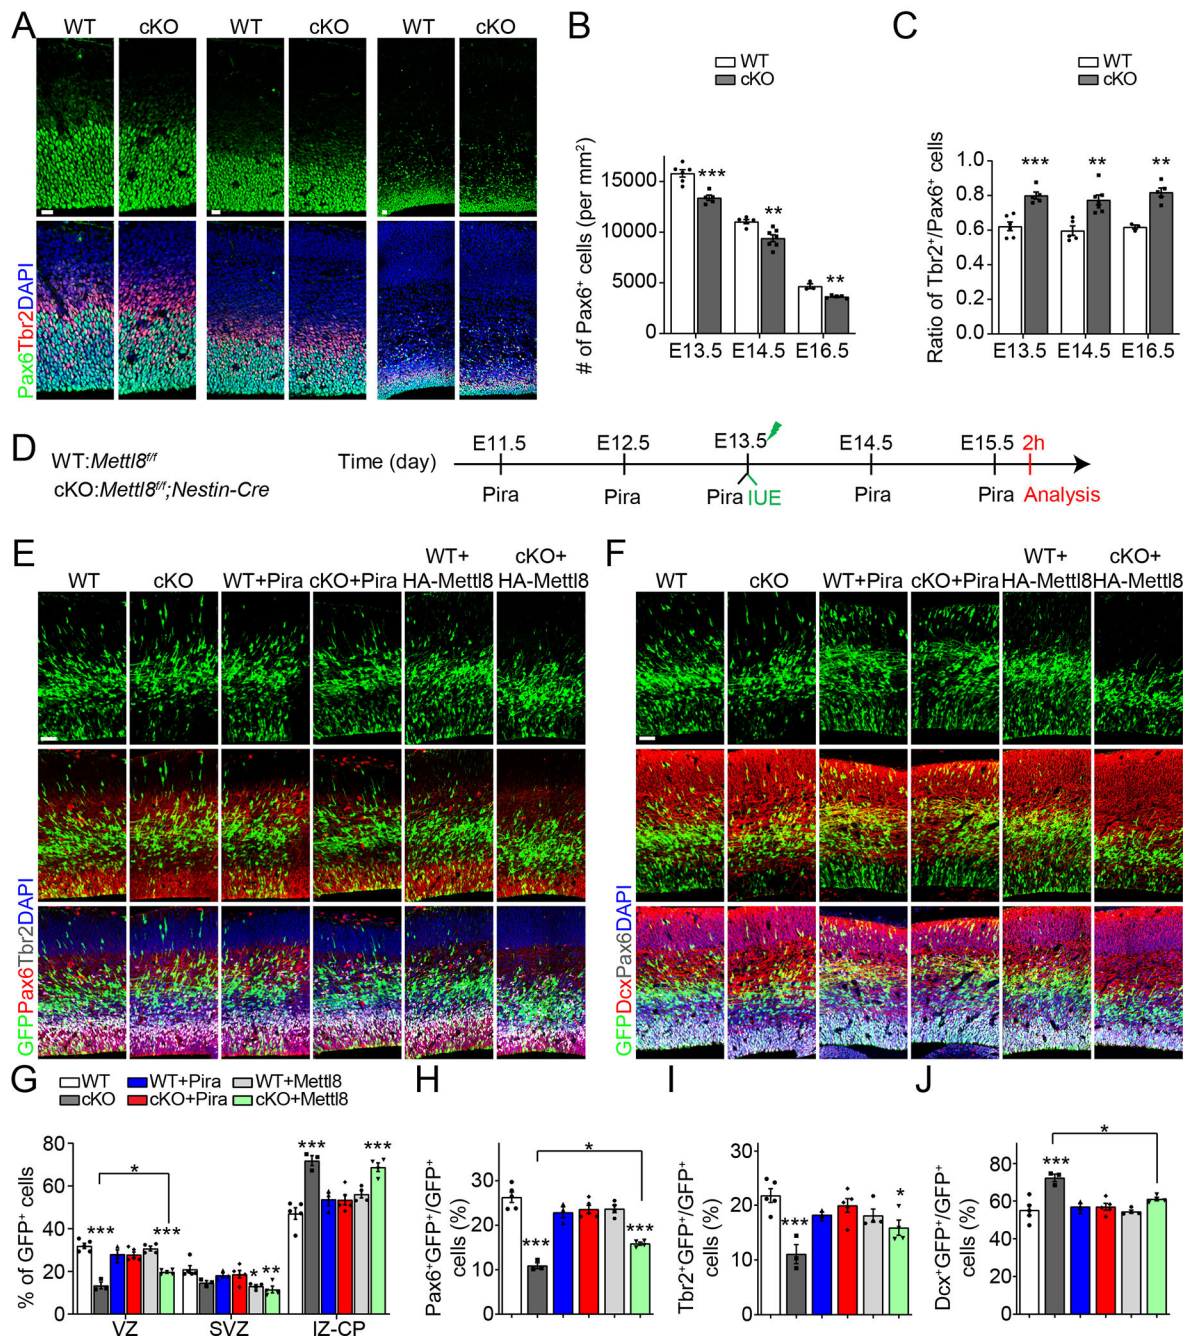 A
WT cKO WT cKO WT cKO
Pax6Tbr2DAPI
B
WT
cKO
# of Pax6⁺ cells (per mm²)
15000
10000
5000
0
*** ** **
E13.5 E14.5 E16.5
C
WT
cKO
Ratio of Tbr2⁺/Pax6⁺ cells
1.0
0.8
0.6
0.4
0.2
0.0
*** ** **
E13.5 E14.5 E16.5
D
WT:Mettl8f/f
cKO:Mettl8f/f;Nestin-Cre
Time (day)
E11.5 E12.5 E13.5 E14.5 E15.5 2h
Pira Pira Pira IUE Pira Pira Analysis
E
WT cKO WT+Pira cKO+Pira WT+ HA-Mettl8 cKO+ HA-Mettl8
GFPPax6Tbr2DAPI
F
WT cKO WT+Pira cKO+Pira WT+ HA-Mettl8 cKO+ HA-Mettl8
GFPDcxPax6DAPI
G
WT WT+Pira WT+Mettl8
cKO cKO+Pira cKO+Mettl8
% of GFP⁺ cells
80
60
40
20
0
*
*** *** * ** *** ***
VZ SVZ IZ-CP
H
Pax6⁺GFP⁺/GFP⁺
cells (%)
30
20
10
0
*
*** ***
I
Tbr2⁺GFP⁺/GFP⁺
cells (%)
30
20
10
0
*** *
J
Dcx⁺GFP⁺/GFP⁺
cells (%)
80
60
40
20
0
*
***